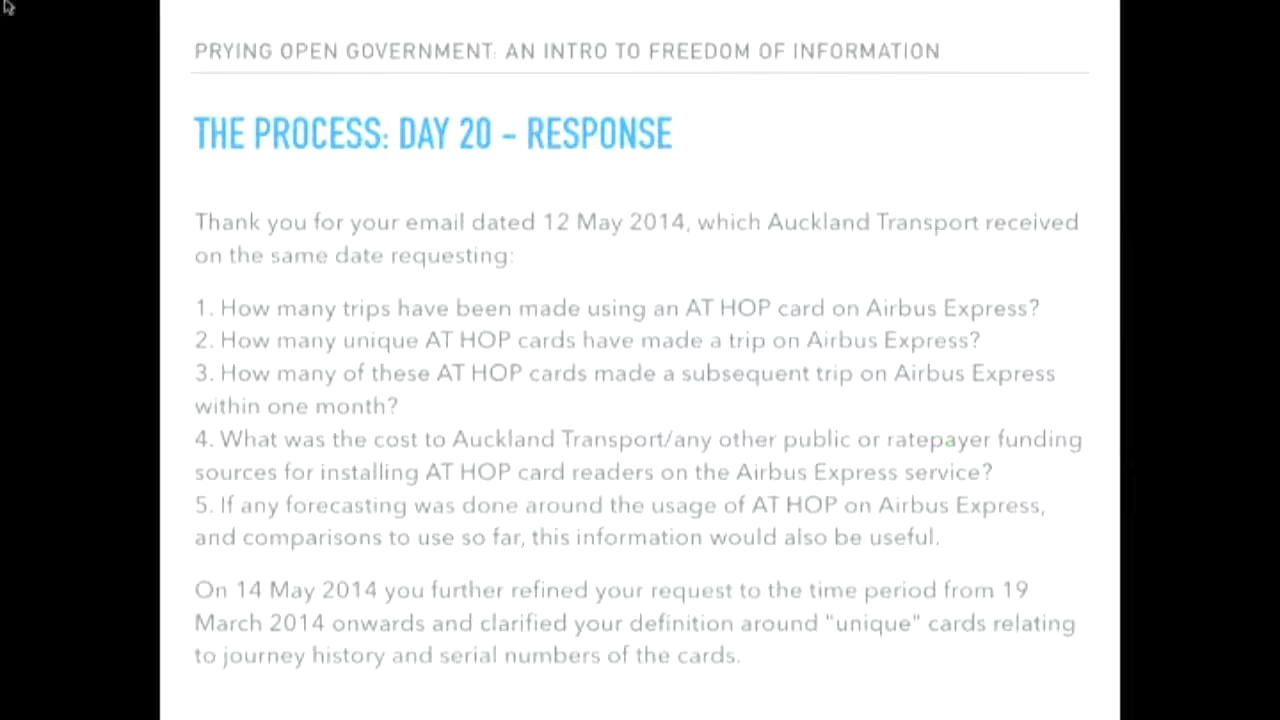 PRYING OPEN GOVERNMENT: AN INTRO TO FREEDOM OF INFORMATION
THE PROCESS: DAY 20 – RESPONSE
Thank you for your email dated 12 May 2014, which Auckland Transport received
on the same date requesting:
1. How many trips have been made using an AT HOP card on Airbus Express?
2. How many unique AT HOP cards have made a trip on Airbus Express?
3. How many of these AT HOP cards made a subsequent trip on Airbus Express
within one month?
4. What was the cost to Auckland Transport/any other public or ratepayer funding
sources for installing AT HOP card readers on the Airbus Express service?
5. If any forecasting was done around the usage of AT HOP on Airbus Express,
and comparisons to use so far, this information would also be useful.
On 14 May 2014 you further refined your request to the time period from 19
March 2014 onwards and clarified your definition around "unique" cards relating
to journey history and serial numbers of the cards.